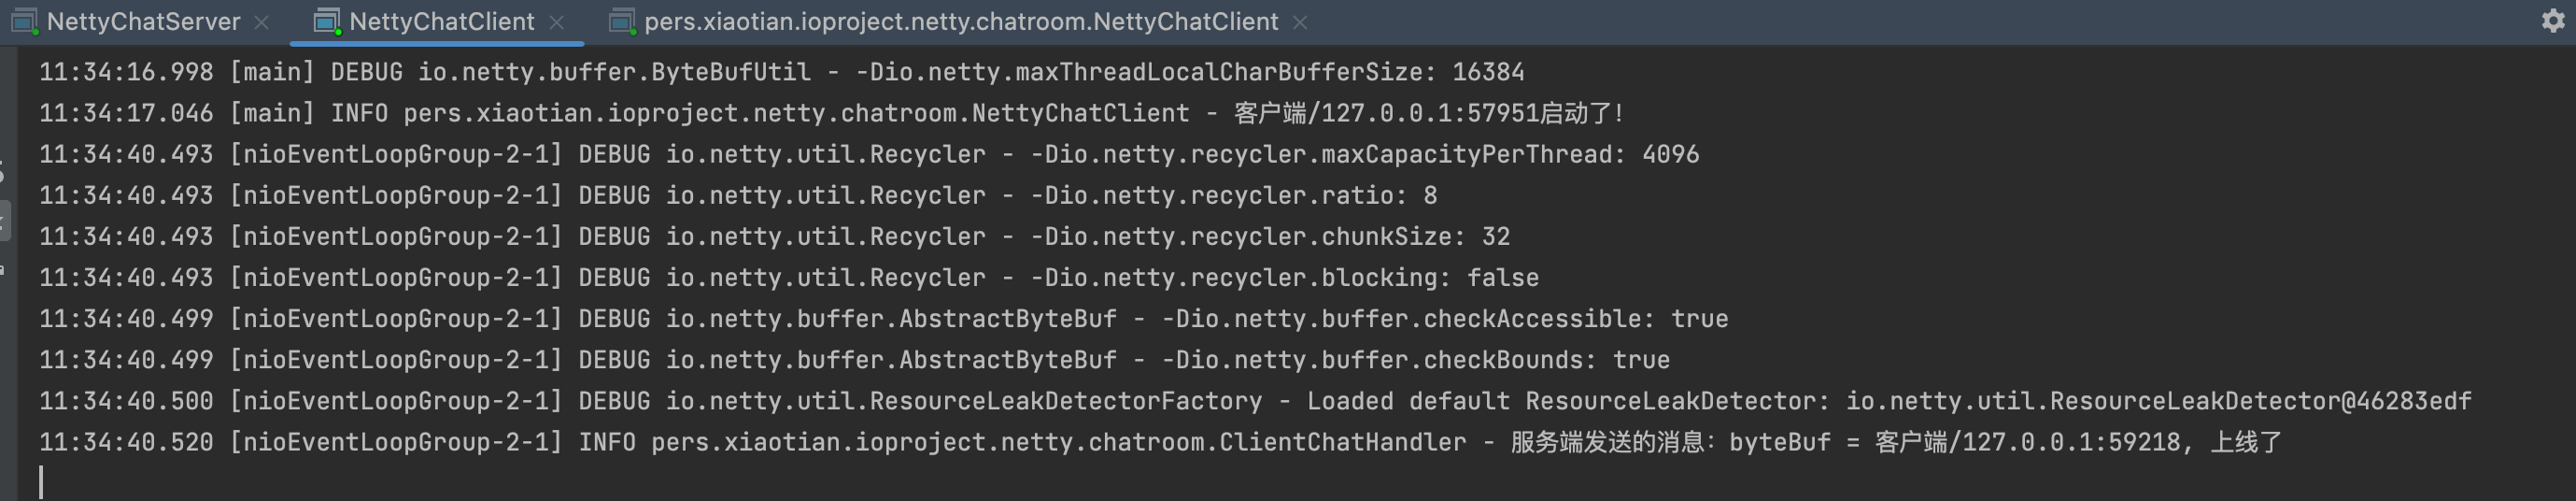 NettyChatServer NettyChatClient pers.xiaotian.ioproject.netty.chatroom.NettyChatClient
11:34:16.998 [main] DEBUG io.netty.buffer.ByteBufUtil - -Dio.netty.maxThreadLocalCharBufferSize: 16384
11:34:17.046 [main] INFO pers.xiaotian.ioproject.netty.chatroom.NettyChatClient - 客户端/127.0.0.1:57951启动了!
11:34:40.493 [nioEventLoopGroup-2-1] DEBUG io.netty.util.Recycler - -Dio.netty.recycler.maxCapacityPerThread: 4096
11:34:40.493 [nioEventLoopGroup-2-1] DEBUG io.netty.util.Recycler - -Dio.netty.recycler.ratio: 8
11:34:40.493 [nioEventLoopGroup-2-1] DEBUG io.netty.util.Recycler - -Dio.netty.recycler.chunkSize: 32
11:34:40.493 [nioEventLoopGroup-2-1] DEBUG io.netty.util.Recycler - -Dio.netty.recycler.blocking: false
11:34:40.499 [nioEventLoopGroup-2-1] DEBUG io.netty.buffer.AbstractByteBuf - -Dio.netty.buffer.checkAccessible: true
11:34:40.499 [nioEventLoopGroup-2-1] DEBUG io.netty.buffer.AbstractByteBuf - -Dio.netty.buffer.checkBounds: true
11:34:40.500 [nioEventLoopGroup-2-1] DEBUG io.netty.util.ResourceLeakDetectorFactory - Loaded default ResourceLeakDetector: io.netty.util.ResourceLeakDetector@46283edf
11:34:40.520 [nioEventLoopGroup-2-1] INFO pers.xiaotian.ioproject.netty.chatroom.ClientChatHandler - 服务端发送的消息：byteBuf = 客户端/127.0.0.1:59218, 上线了